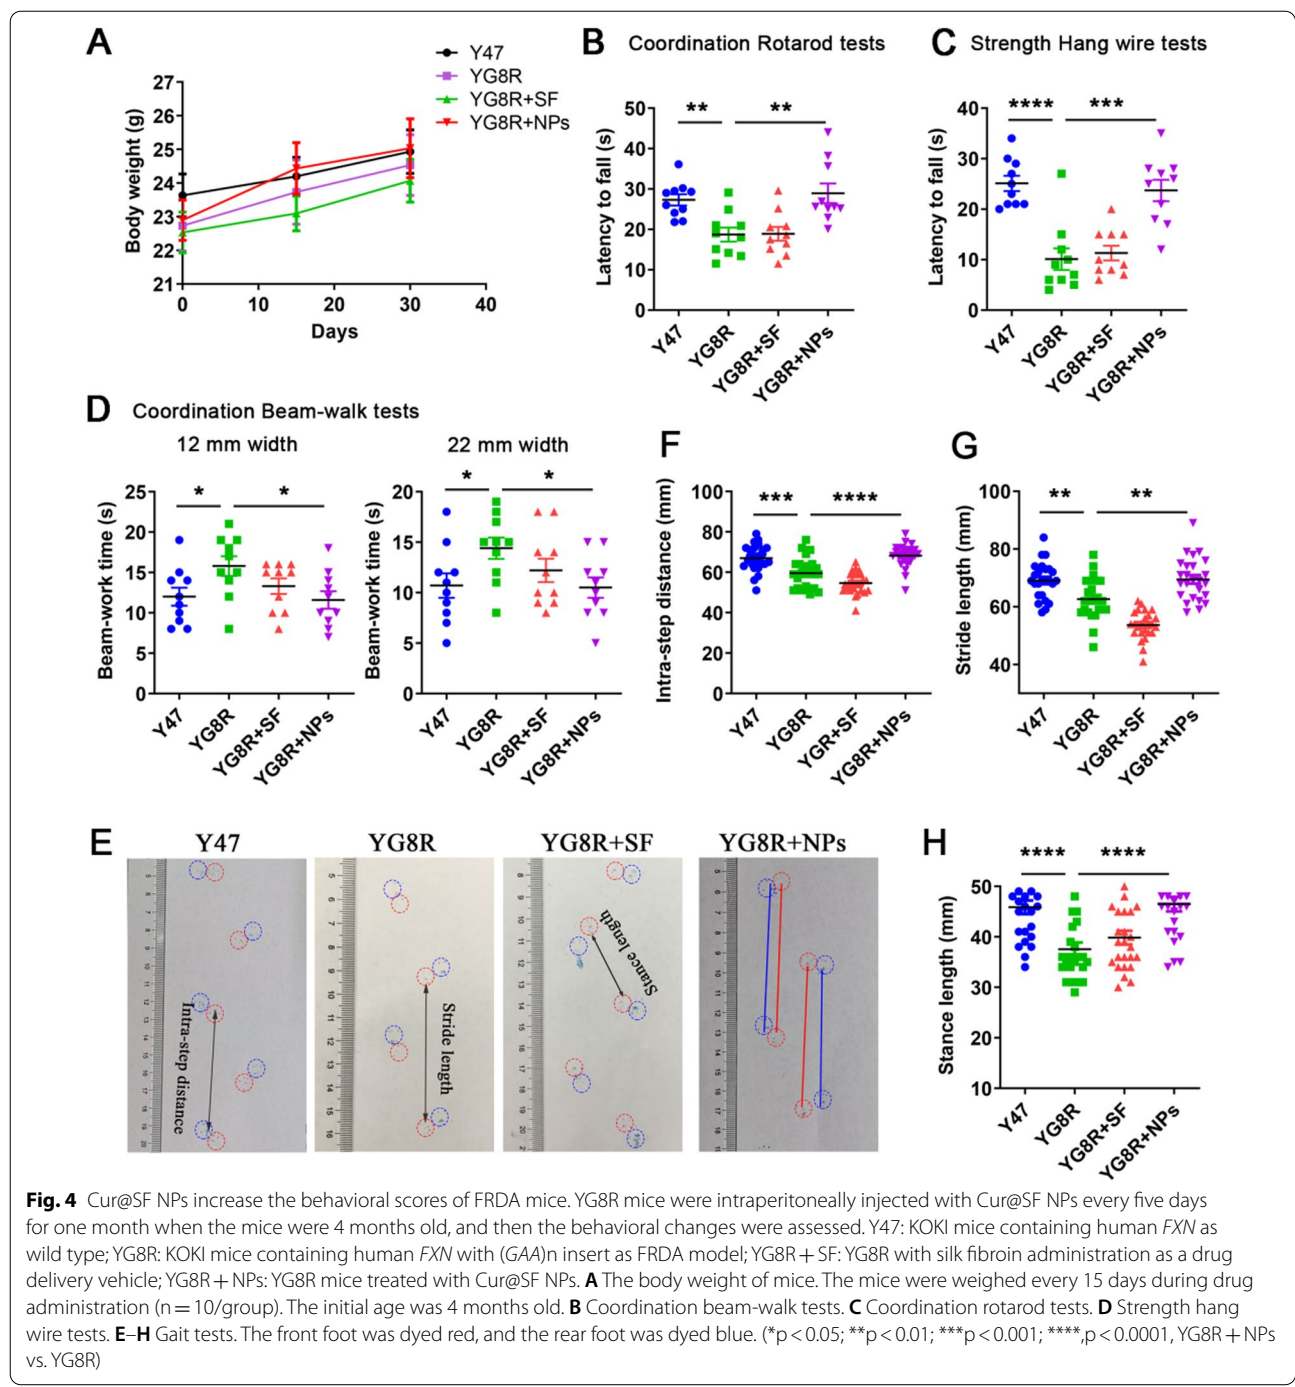 A
Y47
YG8R
YG8R+SF
YG8R+NPs
Body weight (g)
27
26
25
24
23
22
21
0 10 20 30 40
Days
B Coordination Rotarod tests
** **
Latency to fall (s)
50
40
30
20
10
0
Y47 YG8R YG8R+SF YG8R+NPs
C Strength Hang wire tests
**** ***
Latency to fall (s)
40
30
20
10
0
Y47 YG8R YG8R+SF YG8R+NPs
D Coordination Beam-walk tests
12 mm width
* *
Beam-work time (s)
25
20
15
10
5
0
Y47 YG8R YG8R+SF YG8R+NPs
22 mm width
* *
Beam-work time (s)
20
15
10
5
0
Y47 YG8R YG8R+SF YG8R+NPs
F
*** ****
Intra-step distance (mm)
100
80
60
40
20
0
Y47 YG8R YGR+SF YG8R+NPs
G
** **
Stride length (mm)
100
80
60
40
Y47 YG8R YG8R+SF YG8R+NPs
E
Y47 YG8R YG8R+SF YG8R+NPs
Intra-step distance
Stride length
Stance length
H
**** ****
Stance length (mm)
50
40
30
20
10
Y47 YG8R YG8R+SF YG8R+NPs
Fig. 4 Cur@SF NPs increase the behavioral scores of FRDA mice. YG8R mice were intraperitoneally injected with Cur@SF NPs every five days
for one month when the mice were 4 months old, and then the behavioral changes were assessed. Y47: KOKI mice containing human FXN as
wild type; YG8R: KOKI mice containing human FXN with (GAA)n insert as FRDA model; YG8R + SF: YG8R with silk fibroin administration as a drug
delivery vehicle; YG8R + NPs: YG8R mice treated with Cur@SF NPs. A The body weight of mice. The mice were weighed every 15 days during drug
administration (n = 10/group). The initial age was 4 months old. B Coordination beam-walk tests. C Coordination rotarod tests. D Strength hang
wire tests. E–H Gait tests. The front foot was dyed red, and the rear foot was dyed blue. (*p < 0.05; **p < 0.01; ***p < 0.001; ****,p < 0.0001, YG8R + NPs
vs. YG8R)